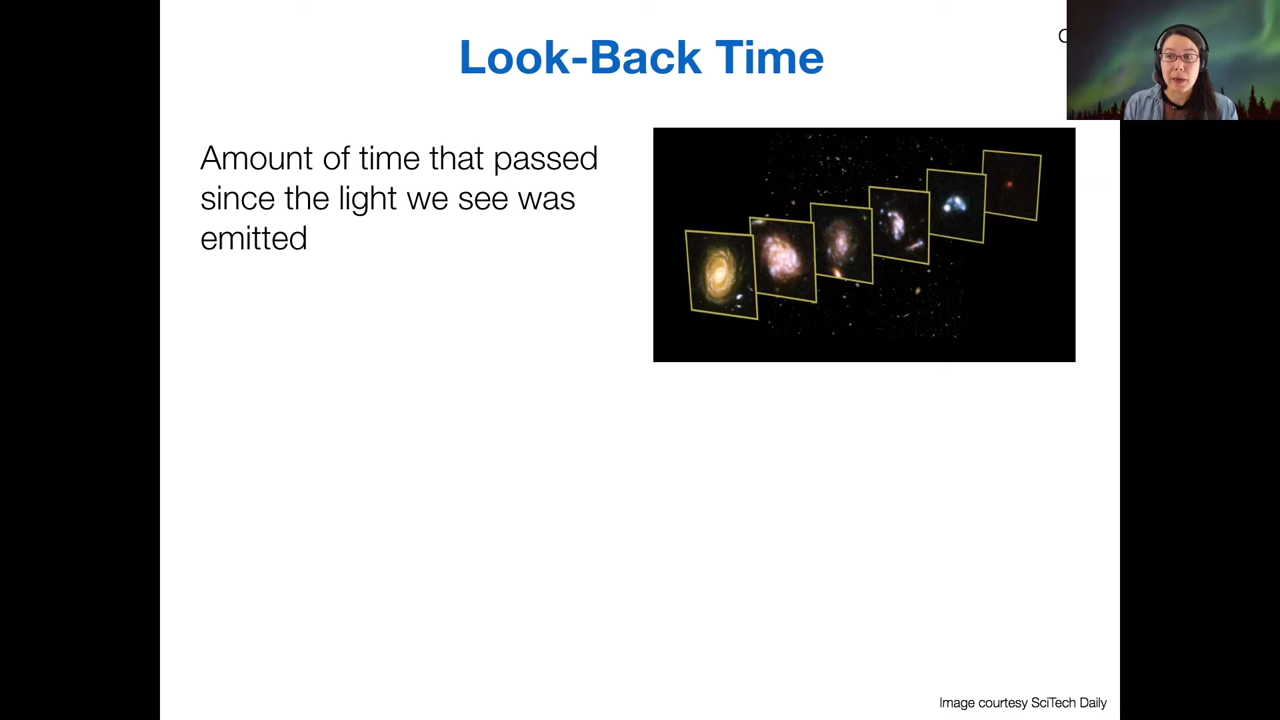 Look-Back Time
Amount of time that passed
since the light we see was
emitted
Image courtesy SciTech Daily